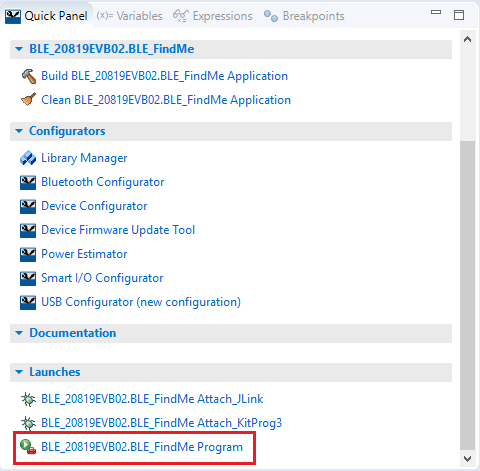 Quick Panel (x)= Variables Expressions Breakpoints
BLE_20819EVB02.BLE_FindMe
Build BLE_20819EVB02.BLE_FindMe Application
Clean BLE_20819EVB02.BLE_FindMe Application
Configurators
Library Manager
Bluetooth Configurator
Device Configurator
Device Firmware Update Tool
Power Estimator
Smart I/O Configurator
USB Configurator (new configuration)
Documentation
Launches
BLE_20819EVB02.BLE_FindMe Attach_JLink
BLE_20819EVB02.BLE_FindMe Attach_KitProg3
BLE_20819EVB02.BLE_FindMe Program